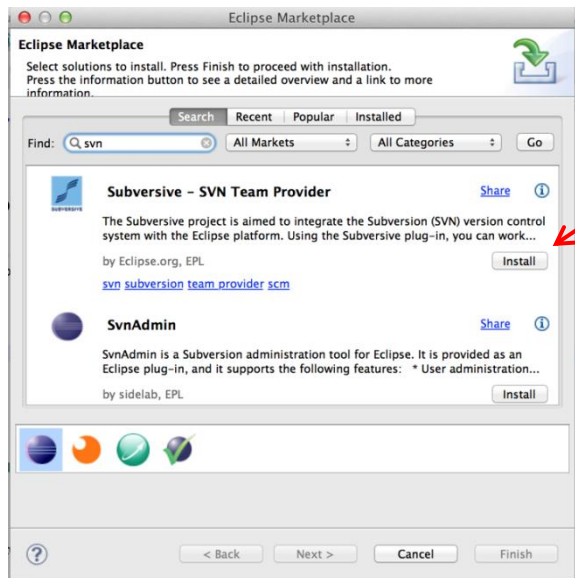 Eclipse Marketplace
Eclipse Marketplace
Select solutions to install. Press Finish to proceed with installation.
Press the information button to see a detailed overview and a link to more
information.
Search Recent Popular Installed
Find: svn All Markets All Categories Go
Subversive – SVN Team Provider Share i
SUBVERSIVE
The Subversive project is aimed to integrate the Subversion (SVN) version control
system with the Eclipse platform. Using the Subversive plug-in, you can work...
by Eclipse.org, EPL Install
svn subversion team provider scm
SvnAdmin Share i
SvnAdmin is a Subversion administration tool for Eclipse. It is provided as an
Eclipse plug-in, and it supports the following features: * User administration...
by sidelab, EPL Install
? < Back Next > Cancel Finish